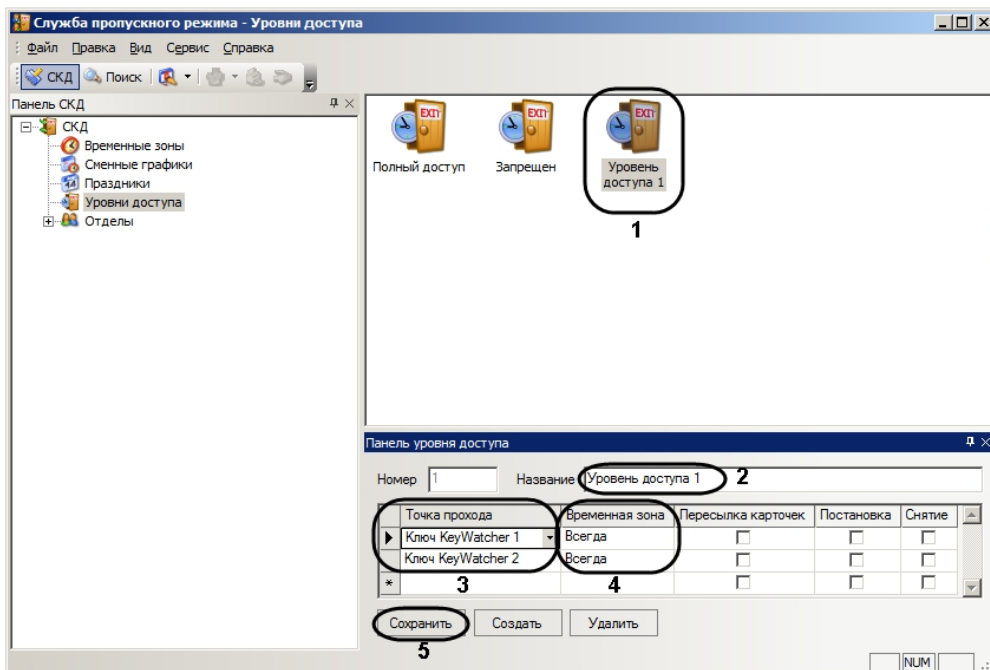 Служба пропускного режима - Уровни доступа
Файл Правка Вид Сервис Справка
СКД Поиск
Панель СКД
СКД
Временные зоны
Сменные графики
Праздники
Уровни доступа
Отделы
EXIT EXIT EXIT
Полный доступ Запрещен Уровень
доступа 1
1
Панель уровня доступа
Номер 1 Название Уровень доступа 1 2
Точка прохода Временная зона Пересылка карточек Постановка Снятие
Ключ KeyWatcher 1 Всегда
Ключ KeyWatcher 2 Всегда
* 3 4
Сохранить Создать Удалить
5
NUM